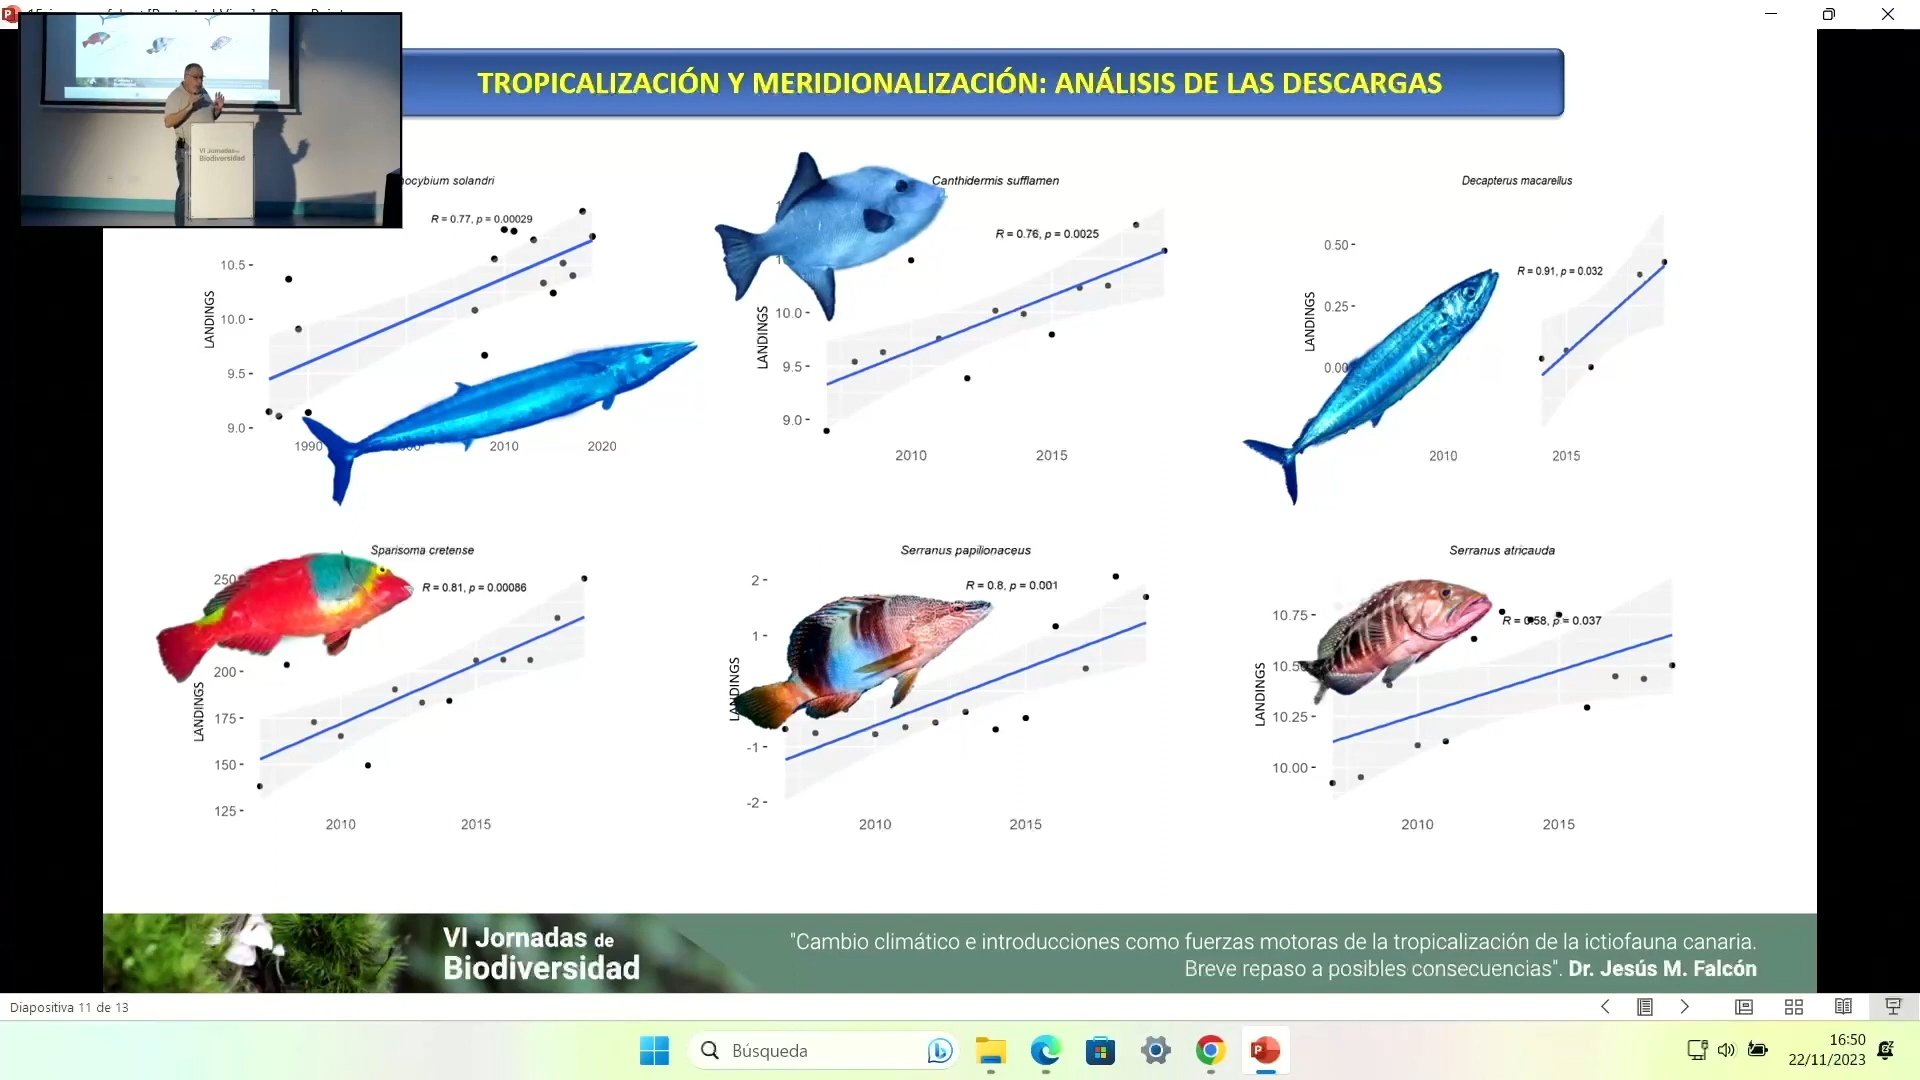 VI Jornadas de
Biodiversidad
TROPICALIZACIÓN Y MERIDIONALIZACIÓN: ANÁLISIS DE LAS DESCARGAS
solandri
R = 0.77, p = 0.00029
LANDINGS
10.5
10.0
9.5
9.0
1990
2010
2020
Canthidermis sufflamen
R = 0.76, p = 0.0025
LANDINGS
10.0
9.5
9.0
2010
2015
Decapterus macarellus
R = 0.91, p = 0.032
LANDINGS
0.50
0.25
0.00
2010
2015
Sparisoma cretense
R = 0.81, p = 0.00086
LANDINGS
250
200
175
150
125
2010
2015
Serranus papilionaceus
R = 0.8, p = 0.001
LANDINGS
2
1
-1
-2
2010
2015
Serranus atricauda
R = 0.58, p = 0.037
LANDINGS
10.75
10.50
10.25
10.00
2010
2015
VI Jornadas de
Biodiversidad
"Cambio climático e introducciones como fuerzas motoras de la tropicalización de la ictiofauna canaria.
Breve repaso a posibles consecuencias". Dr. Jesús M. Falcón
Diapositiva 11 de 13
Búsqueda
16:50
22/11/2023